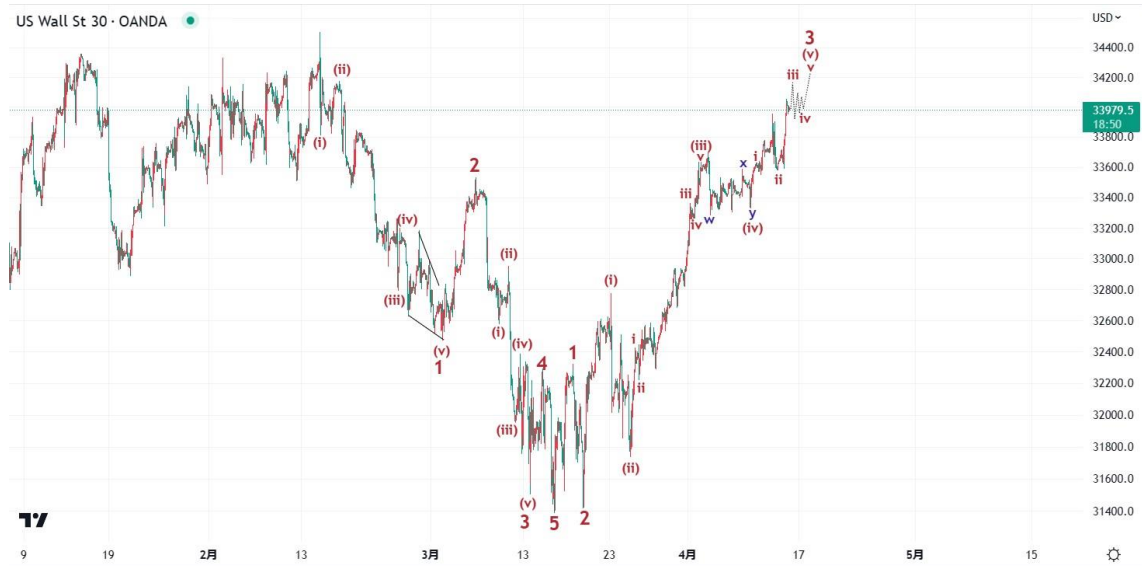 US Wall St 30 · OANDA
USD
34400.0
34200.0
33979.5
18:50
33800.0
33600.0
33400.0
33200.0
33000.0
32800.0
32600.0
32400.0
32200.0
32000.0
31800.0
31600.0
31400.0
(i)
(ii)
(iii)
(iv)
(v)
1
2
(i)
(ii)
(iii)
(iv)
(v)
3
4
5
1
2
(i)
(ii)
i
ii
iii
iv
v
(iii)
w
x
y
(iv)
i
ii
iii
iv
v
(v)
3
9
19
2月
13
3月
13
23
4月
17
5月
15